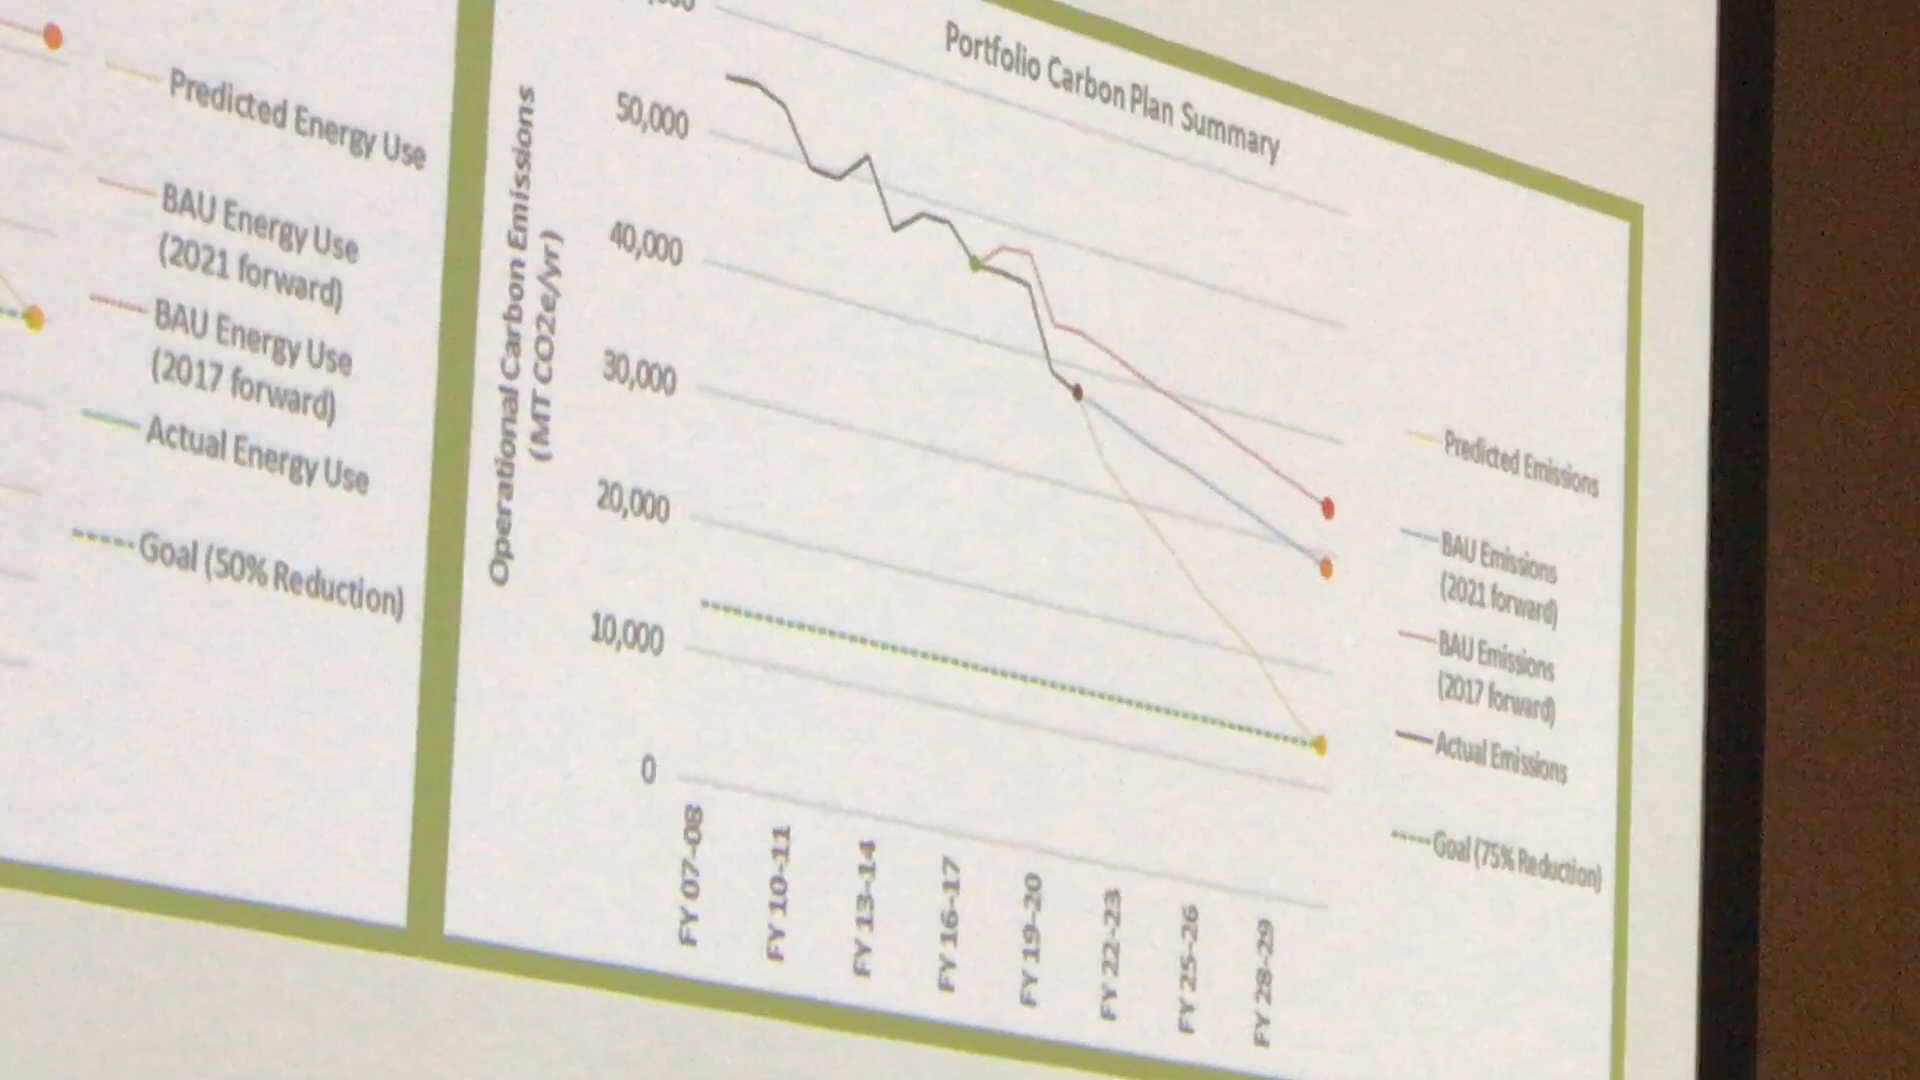 Predicted Energy Use
BAU Energy Use
(2021 forward)
BAU Energy Use
(2017 forward)
Actual Energy Use
Goal (50% Reduction)
Portfolio Carbon Plan Summary
Operational Carbon Emissions
(MT CO2e/yr)
50,000
40,000
30,000
20,000
10,000
0
FY 07-08
FY 10-11
FY 13-14
FY 16-17
FY 19-20
FY 22-23
FY 25-26
FY 28-29
Predicted Emissions
BAU Emissions
(2021 forward)
BAU Emissions
(2017 forward)
Actual Emissions
Goal (75% Reduction)